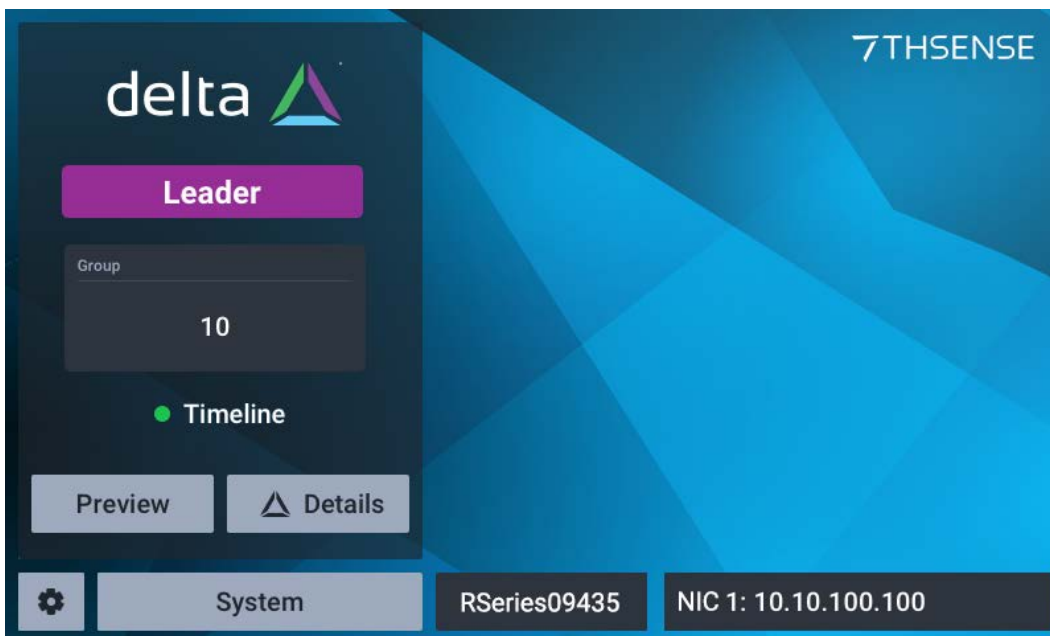 7THSENSE
delta
Leader
Group
10
Timeline
Preview
Details
System
RSeries09435
NIC 1: 10.10.100.100